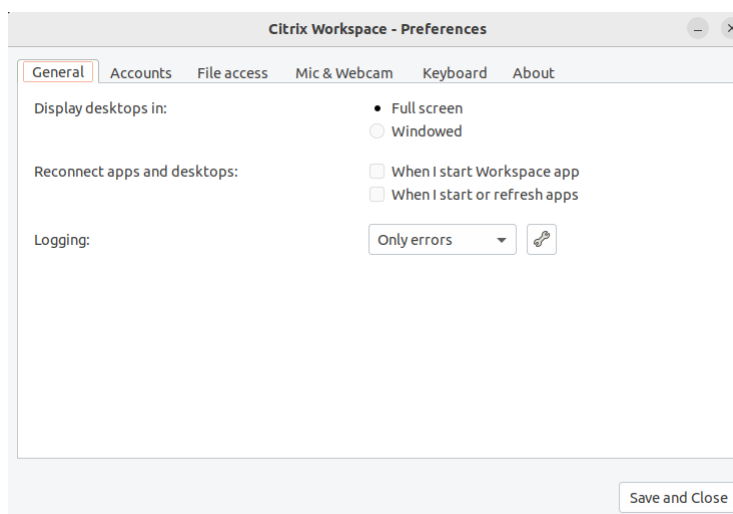 Citrix Workspace - Preferences
General Accounts File access Mic & Webcam Keyboard About
Display desktops in: Full screen
Windowed
Reconnect apps and desktops: When I start Workspace app
When I start or refresh apps
Logging: Only errors
Save and Close